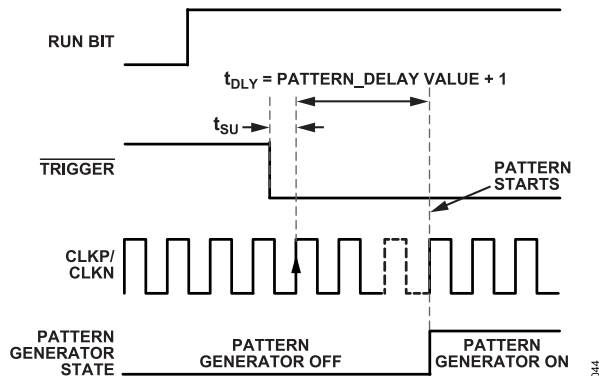 RUN BIT
tDLY = PATTERN_DELAY VALUE + 1
tSU
TRIGGER
PATTERN
STARTS
CLKP/
CLKN
PATTERN
GENERATOR
STATE
PATTERN
GENERATOR OFF
PATTERN
GENERATOR ON
044